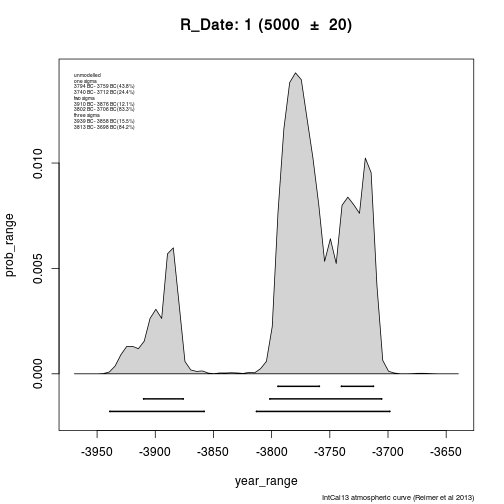 R_Date: 1 (5000 ± 20)
unmodelled
one sigma
3794 BC- 3759 BC(43.8%)
3740 BC- 3712 BC(24.4%)
two sigma
3910 BC- 3876 BC(12.1%)
3802 BC- 3706 BC(83.3%)
three sigma
3939 BC- 3858 BC(15.5%)
3813 BC- 3698 BC(84.2%)
prob_range
0.010
0.005
0.000
-3950 -3900 -3850 -3800 -3750 -3700 -3650
year_range
IntCal13 atmospheric curve (Reimer et al 2013)